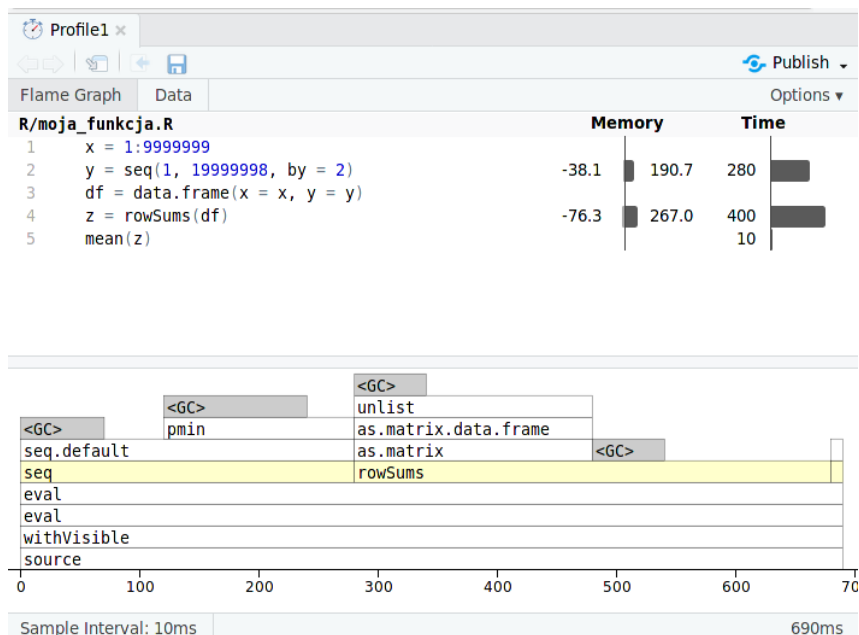 Profile1 ×
Publish
Flame Graph Data Options ▾
R/moja_funkcja.R Memory Time
1 x = 1:9999999
2 y = seq(1, 19999998, by = 2) -38.1 190.7 280
3 df = data.frame(x = x, y = y)
4 z = rowSums(df) -76.3 267.0 400
5 mean(z) 10
<GC>
<GC> unlist
<GC> pmin as.matrix.data.frame
seq.default as.matrix <GC>
seq rowSums
eval
eval
withVisible
source
0 100 200 300 400 500 600 70
Sample Interval: 10ms 690ms